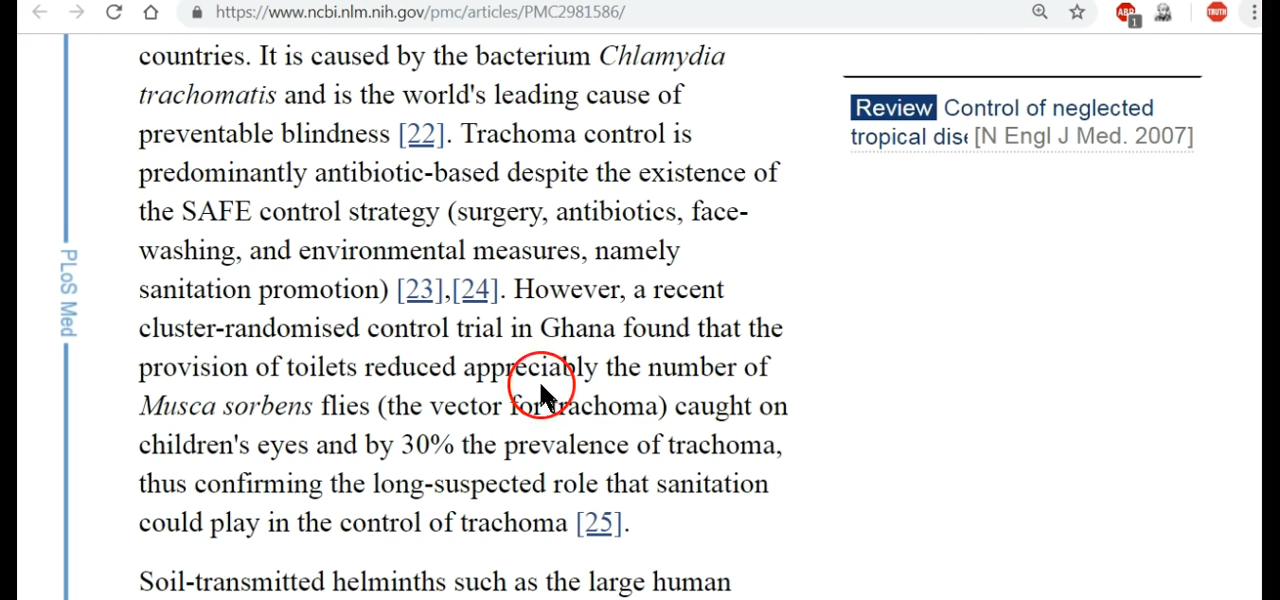 https://www.ncbi.nlm.nih.gov/pmc/articles/PMC2981586/
ABP
1
TRUTH
countries. It is caused by the bacterium Chlamydia
trachomatis and is the world's leading cause of
preventable blindness [22]. Trachoma control is
predominantly antibiotic-based despite the existence of
the SAFE control strategy (surgery, antibiotics, face-
washing, and environmental measures, namely
sanitation promotion) [23],[24]. However, a recent
cluster-randomised control trial in Ghana found that the
provision of toilets reduced appreciably the number of
Musca sorbens flies (the vector for trachoma) caught on
children's eyes and by 30% the prevalence of trachoma,
thus confirming the long-suspected role that sanitation
could play in the control of trachoma [25].
Soil-transmitted helminths such as the large human
PLoS Med
Review Control of neglected
tropical dis [N Engl J Med. 2007]